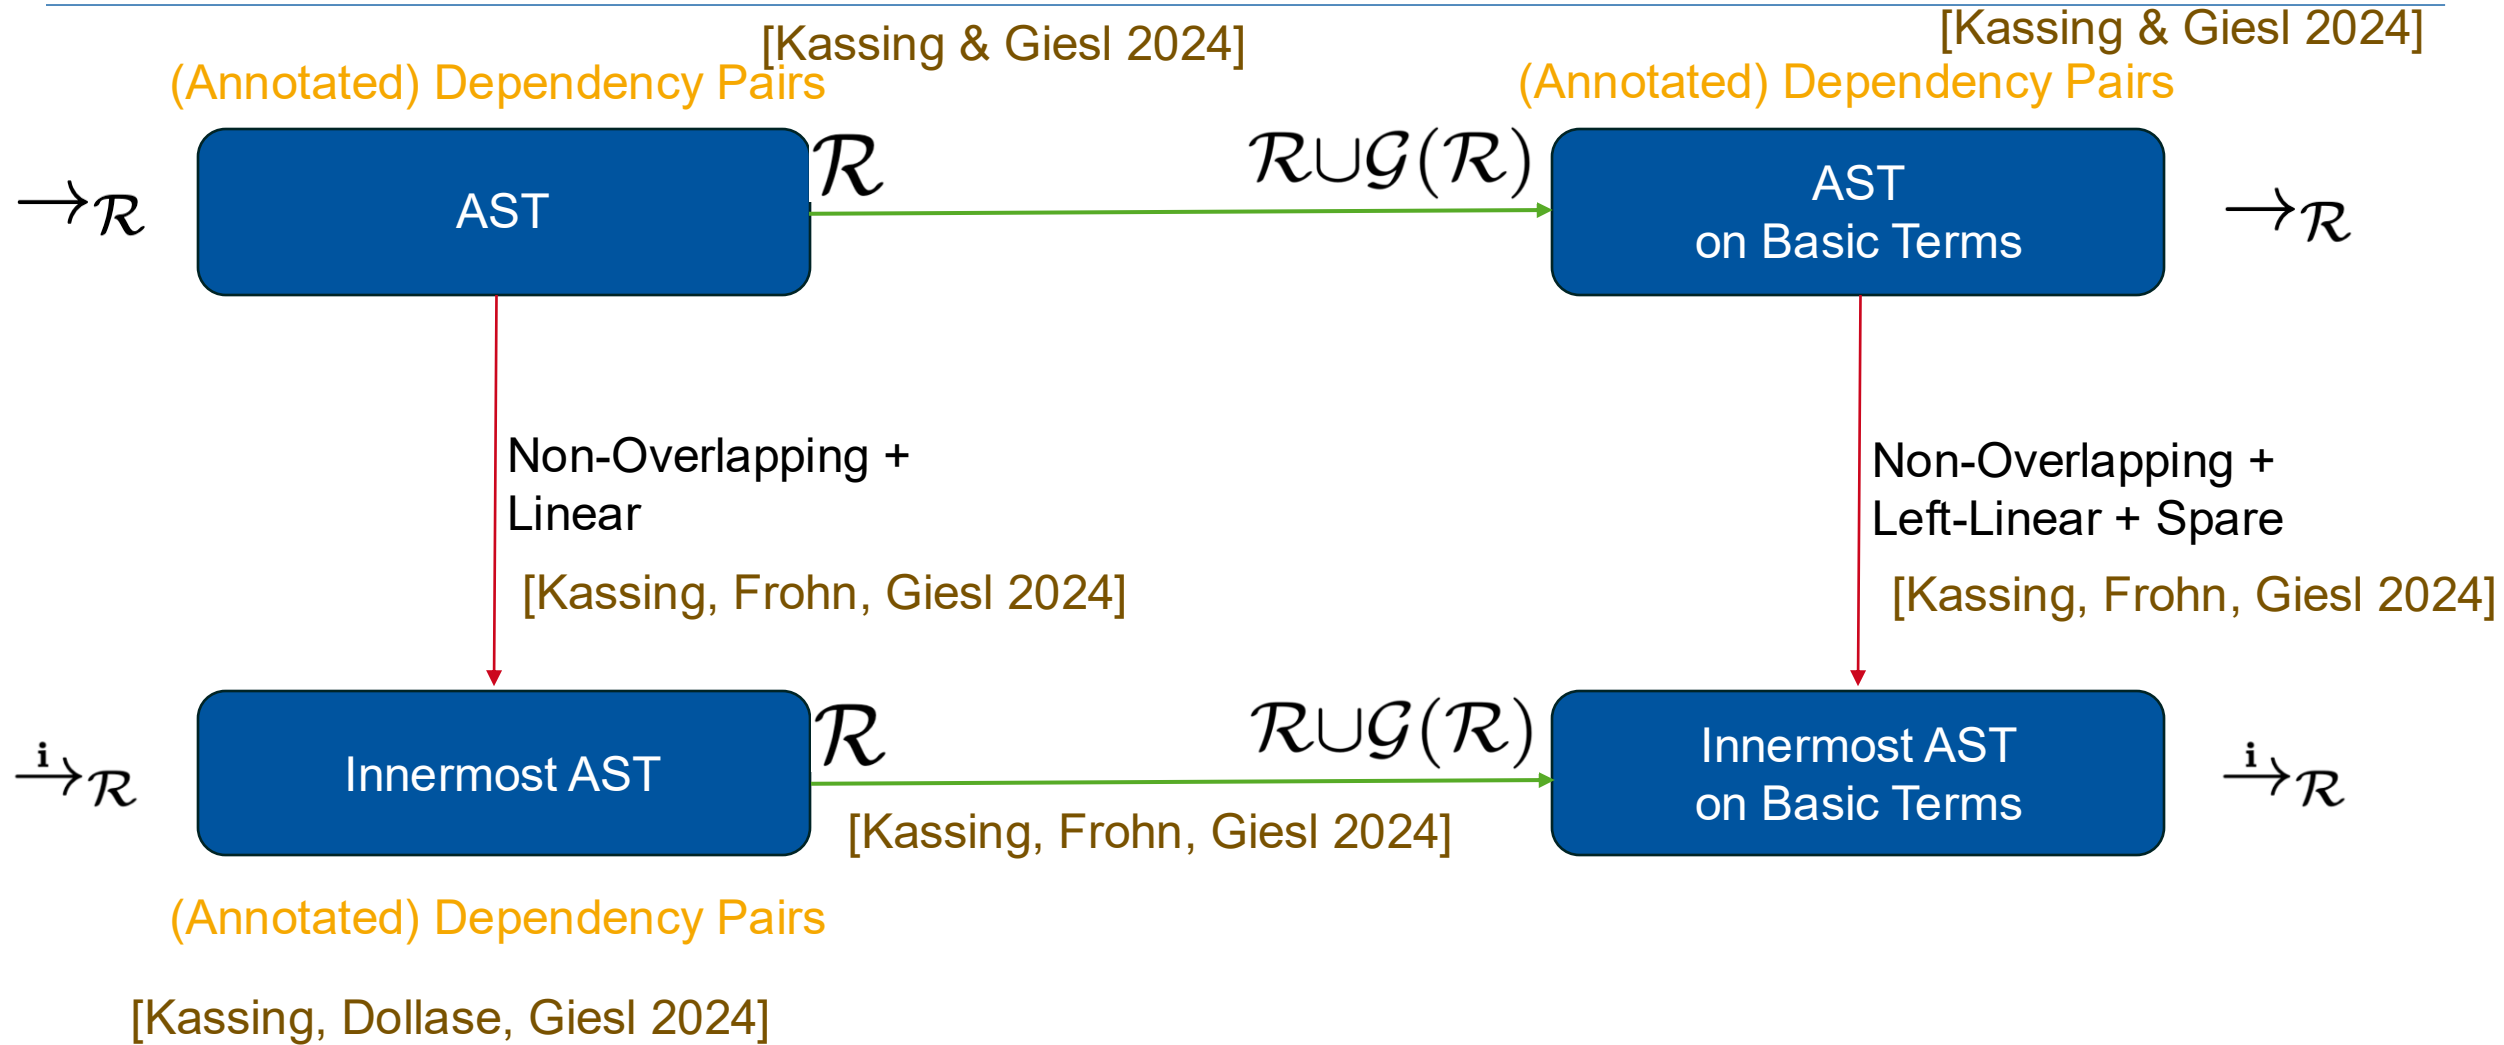 [Kassing & Giesl 2024]
[Kassing & Giesl 2024]
(Annotated) Dependency Pairs
(Annotated) Dependency Pairs
→ℛ
AST
ℛ
ℛ∪𝒢(ℛ)
AST
on Basic Terms
→ℛ
Non-Overlapping +
Linear
Non-Overlapping +
Left-Linear + Spare
[Kassing, Frohn, Giesl 2024]
[Kassing, Frohn, Giesl 2024]
i→ℛ
Innermost AST
ℛ
ℛ∪𝒢(ℛ)
Innermost AST
on Basic Terms
i→ℛ
[Kassing, Frohn, Giesl 2024]
(Annotated) Dependency Pairs
[Kassing, Dollase, Giesl 2024]